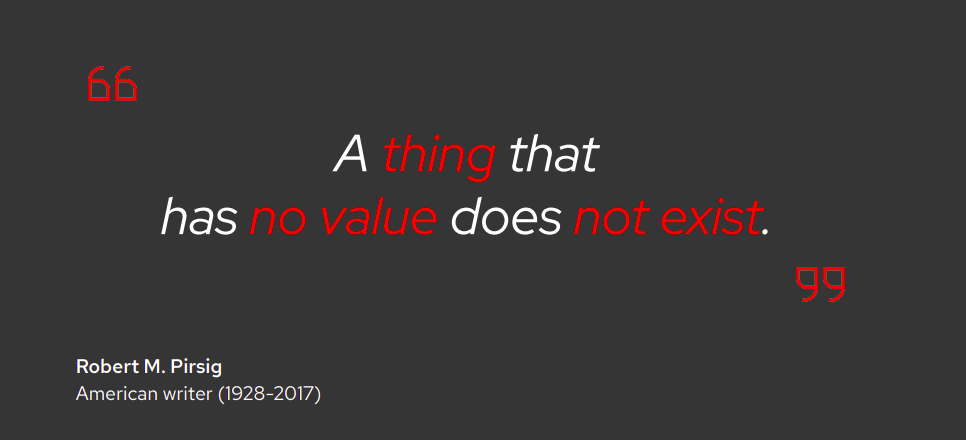 “
A thing that
has no value does not exist.
”
Robert M. Pirsig
American writer (1928-2017)